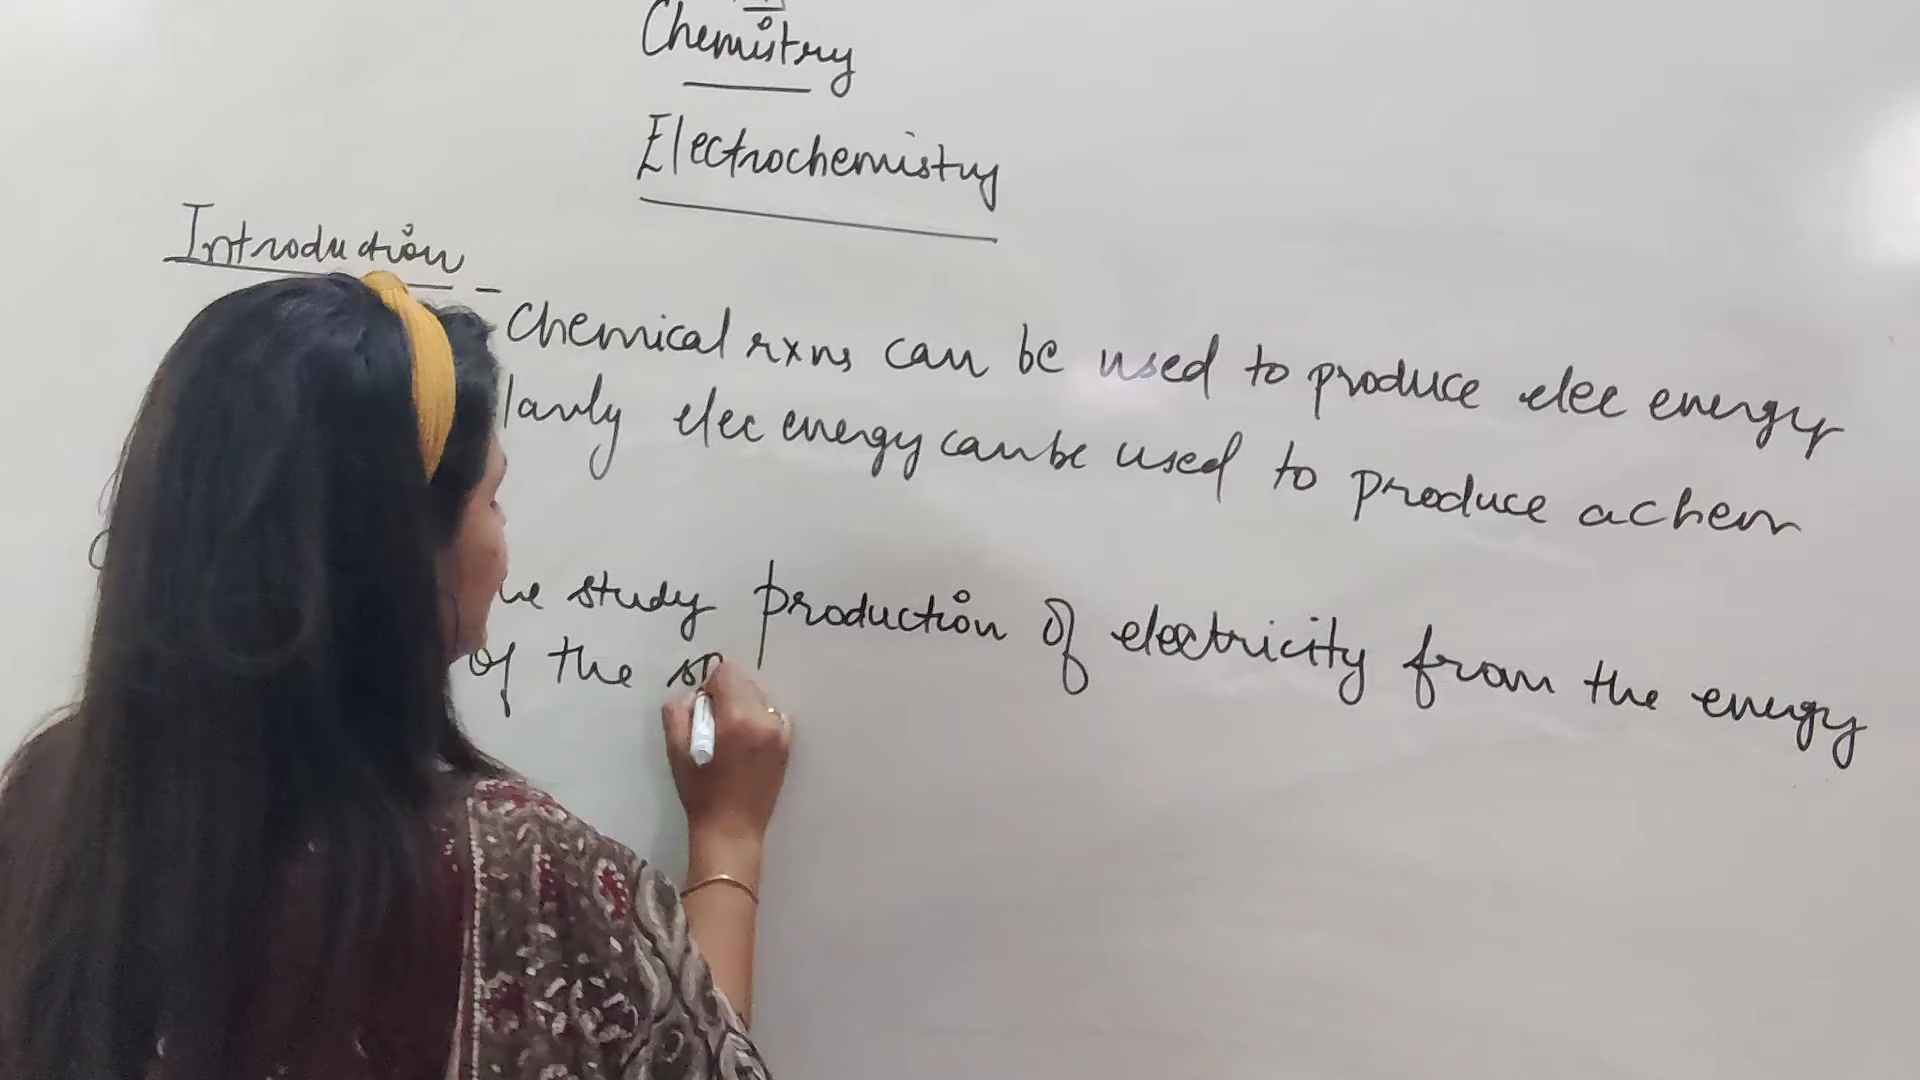 Chemistry
Electrochemistry
Introduction -
Chemical rxns can be used to produce elec energy
larly elec energy can be used to produce a chem
study production of electricity from the energy
of the sp